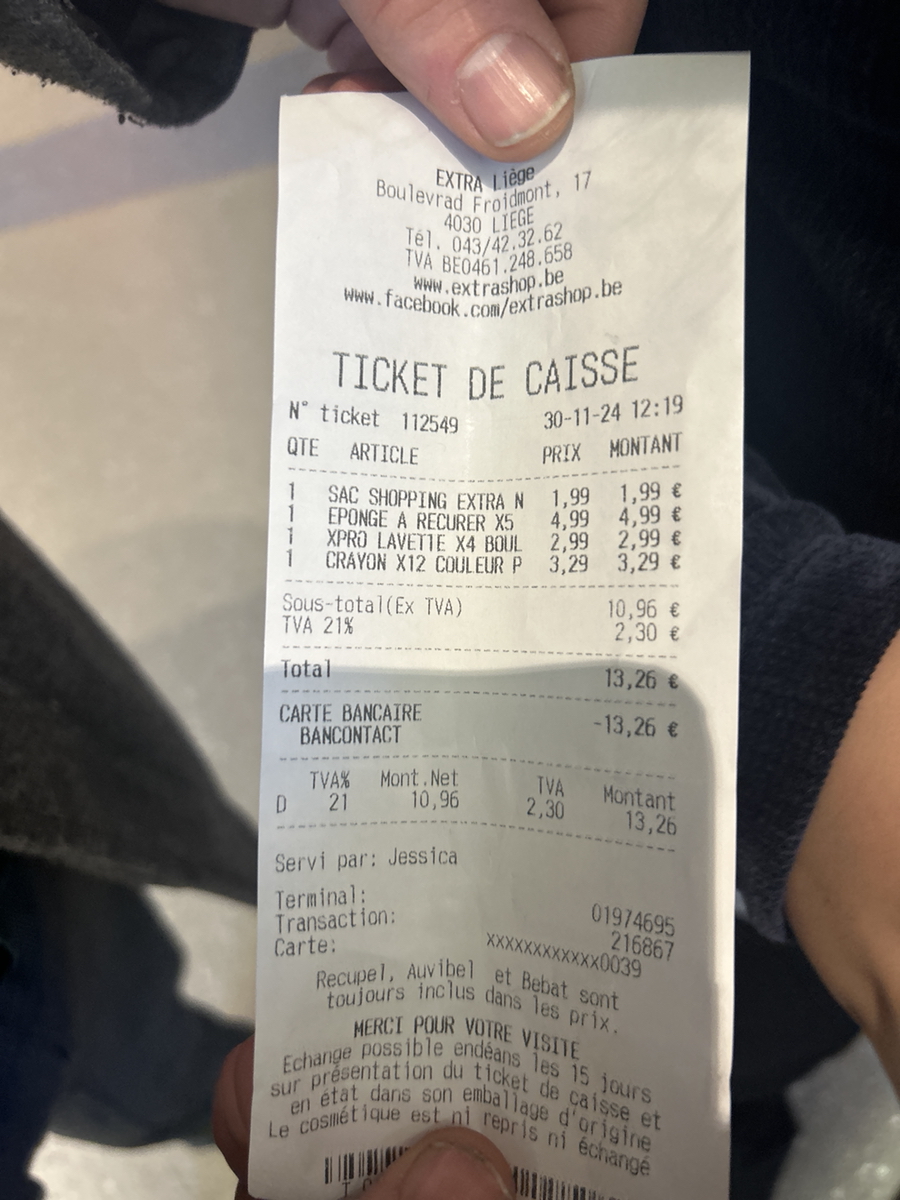 EXTRA Liège
Boulevrad Froidmont, 17
4030 LIEGE
Tél. 043/42.32.62
TVA BE0461.248.658
www.extrashop.be
www.facebook.com/extrashop.be
TICKET DE CAISSE
N° ticket 112549 30-11-24 12:19
QTE ARTICLE PRIX MONTANT
1 SAC SHOPPING EXTRA N 1,99 1,99 €
1 EPONGE A RECURER X5 4,99 4,99 €
1 XPRO LAVETTE X4 BOUL 2,99 2,99 €
1 CRAYON X12 COULEUR P 3,29 3,29 €
Sous-total(Ex TVA) 10,96 €
TVA 21% 2,30 €
Total 13,26 €
CARTE BANCAIRE -13,26 €
BANCONTACT
TVA% Mont.Net TVA Montant
D 21 10,96 2,30 13,26
Servi par: Jessica
Terminal: 01974695
Transaction: 216867
Carte: xxxxxxxxxxxxx0039
Recupel, Auvibel et Bebat sont
toujours inclus dans les prix.
MERCI POUR VOTRE VISITE
Echange possible endéans les 15 jours
sur présentation du ticket de caisse et
en état dans son emballage d'origine
Le cosmétique est ni repris ni échangé